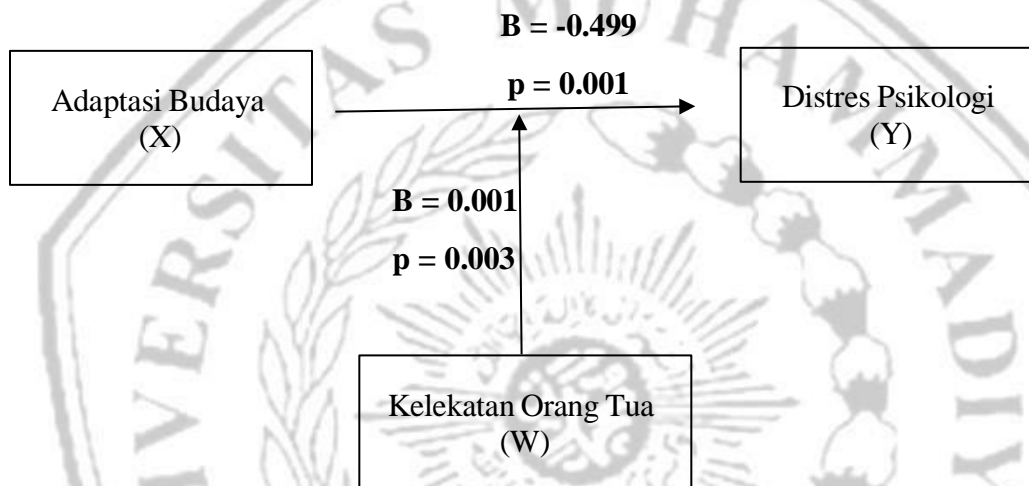 B = -0.499
p = 0.001
Adaptasi Budaya
(X)
Distres Psikologi
(Y)
B = 0.001
p = 0.003
Kelekatan Orang Tua
(W)